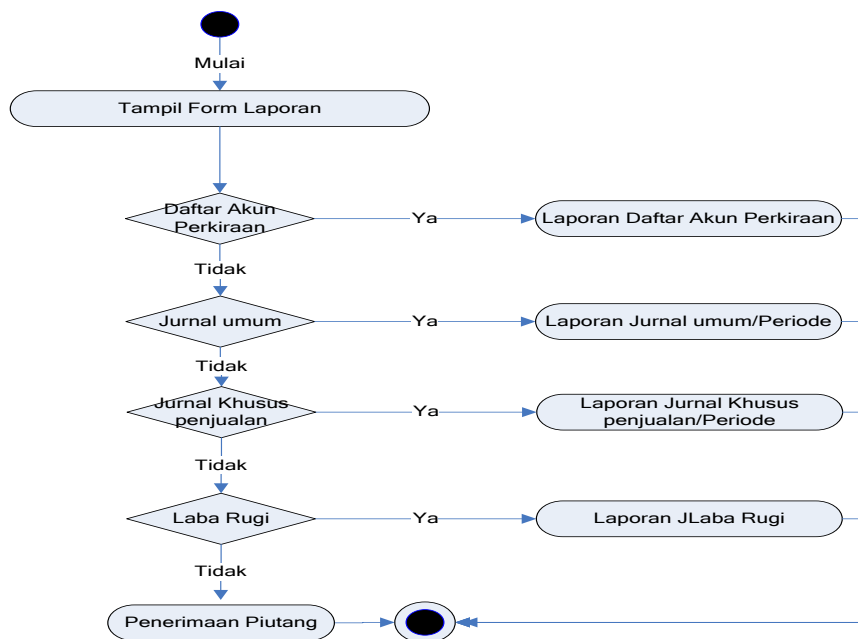 Mulai
Tampil Form Laporan
Daftar Akun
Perkiraan
Ya
Laporan Daftar Akun Perkiraan
Tidak
Jurnal umum
Ya
Laporan Jurnal umum/Periode
Tidak
Jurnal Khusus
penjualan
Ya
Laporan Jurnal Khusus
penjualan/Periode
Tidak
Laba Rugi
Ya
Laporan JLaba Rugi
Tidak
Penerimaan Piutang